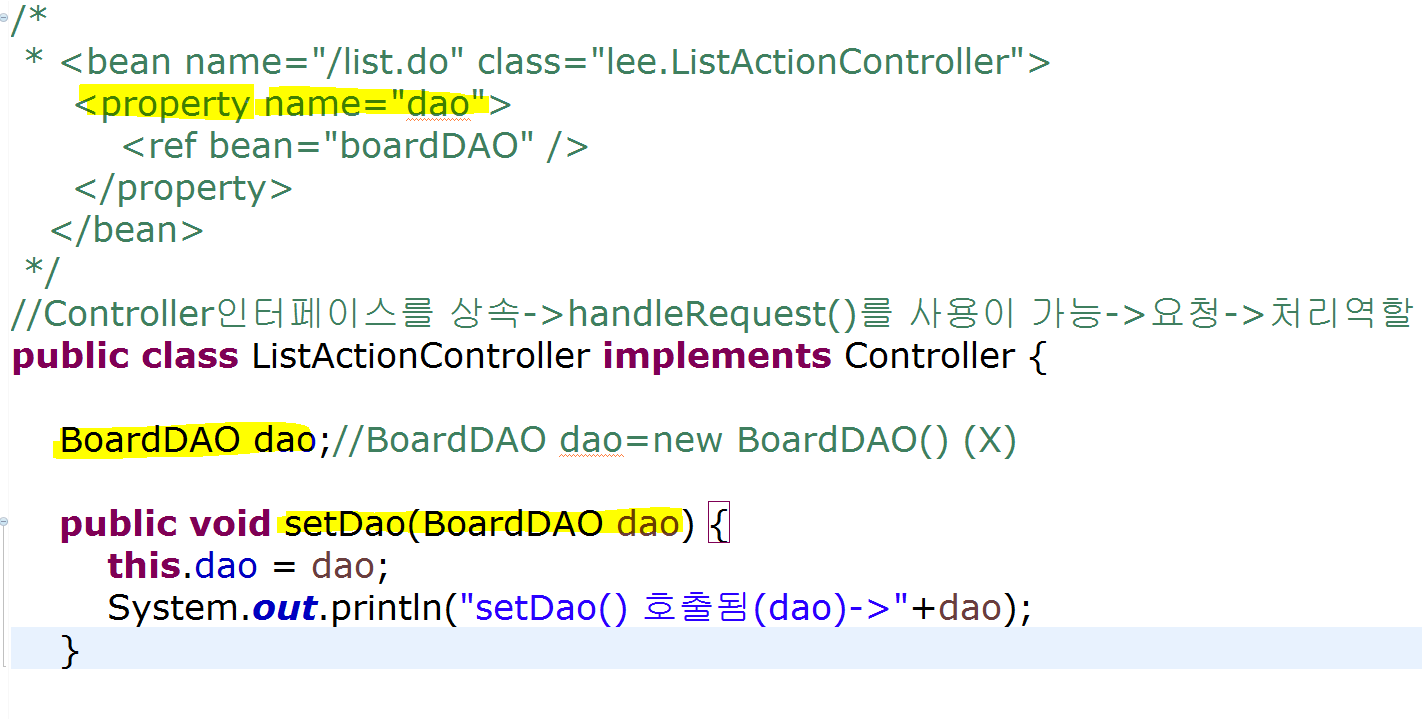 /*
 * <bean name="/list.do" class="lee.ListActionController">
     <property name="dao">
         <ref bean="boardDAO" />
     </property>
   </bean>
 */
//Controller인터페이스를 상속->handleRequest()를 사용이 가능->요청->처리역할
public class ListActionController implements Controller {
    BoardDAO dao;//BoardDAO dao=new BoardDAO() (X)
    public void setDao(BoardDAO dao) {
        this.dao = dao;
        System.out.println("setDao() 호출됨(dao)->"+dao);
    }